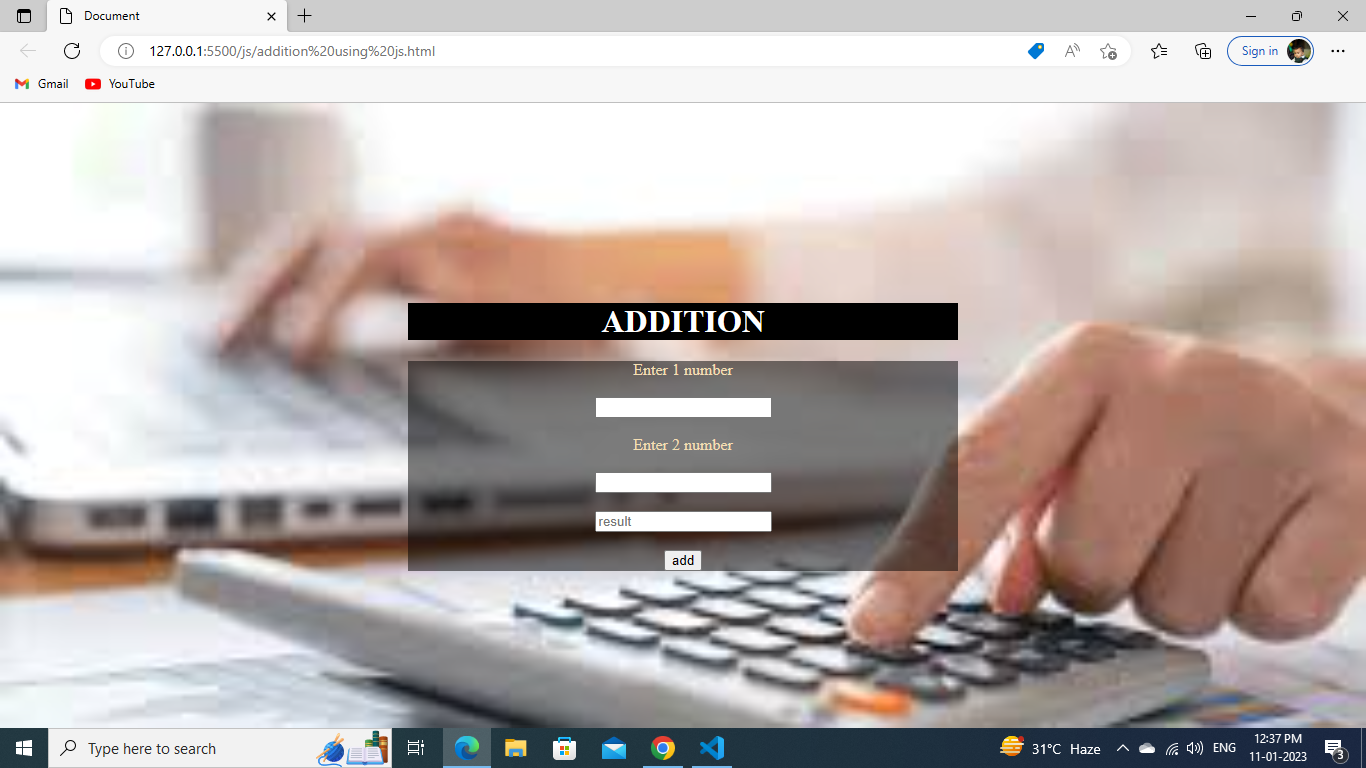 Document
127.0.0.1:5500/js/addition%20using%20js.html
Sign in
Gmail
YouTube
ADDITION
Enter 1 number
Enter 2 number
result
add
Type here to search
31°C Haze
ENG
12:37 PM
11-01-2023
3